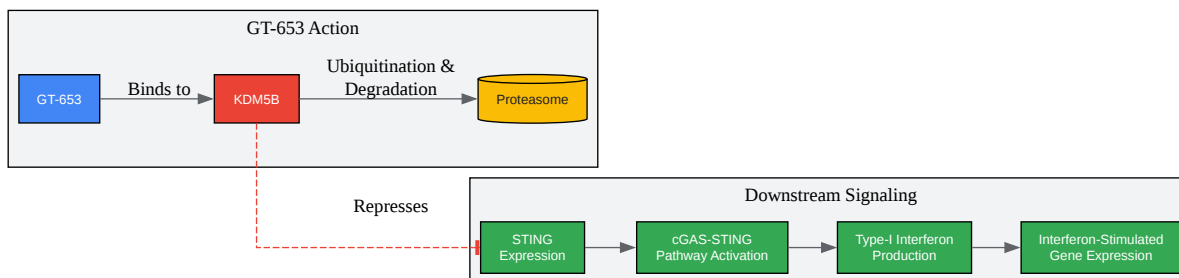 GT-653 Action
GT-653
Binds to
KDM5B
Ubiquitination &
Degradation
Proteasome
Represses
Downstream Signaling
STING
Expression
cGAS-STING
Pathway Activation
Type-I Interferon
Production
Interferon-Stimulated
Gene Expression